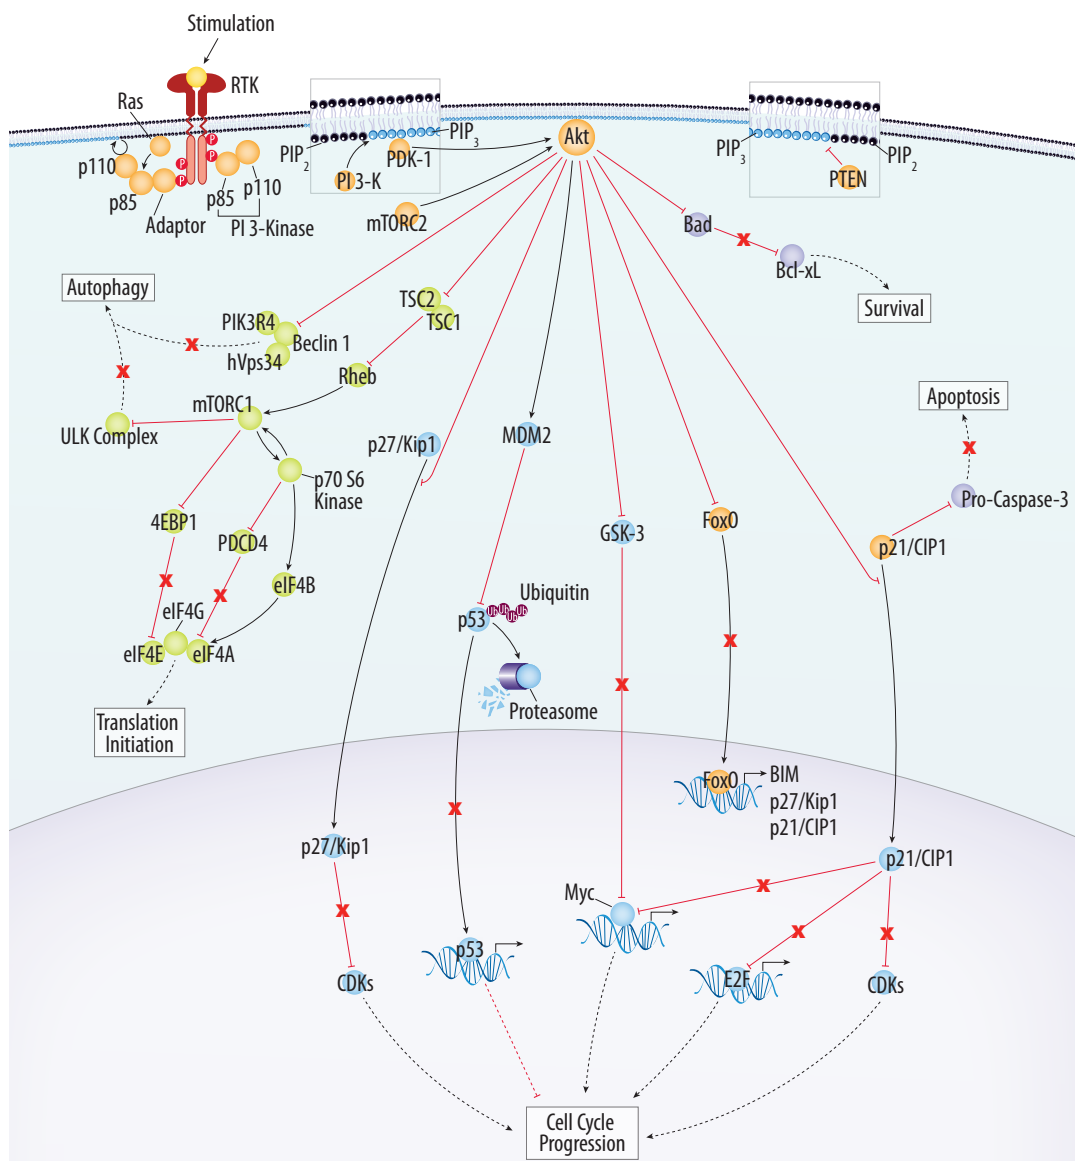 Stimulation
RTK
Ras
p110
p85
Adaptor
P
P
P
P
p85
p110
PI 3-Kinase
PIP2
PIP3
PDK-1
PI 3-K
mTORC2
Akt
PIP3
PIP2
PTEN
Bad
Bcl-xL
Survival
Autophagy
PIK3R4
Beclin 1
hVps34
TSC2
TSC1
Rheb
mTORC1
ULK Complex
p70 S6
Kinase
4EBP1
PDCD4
eIF4B
eIF4G
eIF4E
eIF4A
Translation
Initiation
p27/Kip1
MDM2
GSK-3
FoxO
Apoptosis
Pro-Caspase-3
p21/CIP1
p53
Ub
Ub
Ub
Ub
Ubiquitin
Proteasome
FoxO
BIM
p27/Kip1
p21/CIP1
p27/Kip1
p21/CIP1
Myc
p53
E2F
CDKs
CDKs
Cell Cycle
Progression